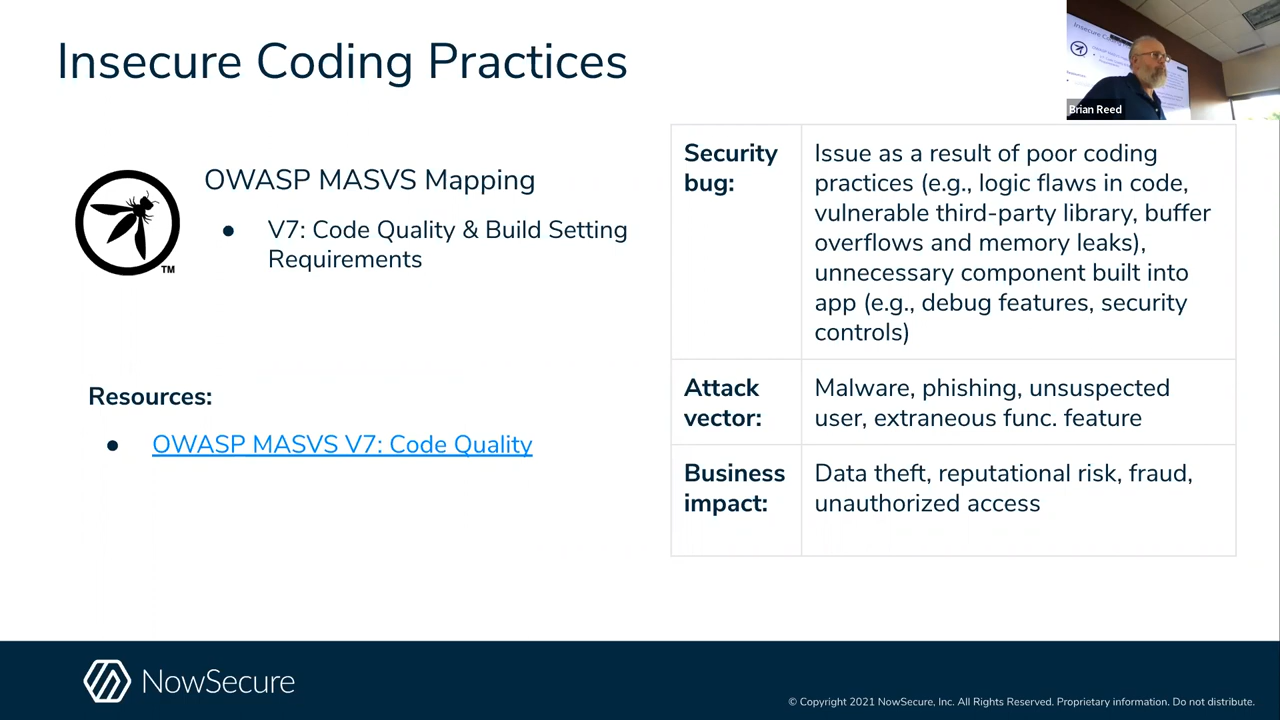 Insecure Coding Practices
Brian Reed
OWASP MASVS Mapping
● V7: Code Quality & Build Setting
Requirements
TM
Resources:
● OWASP MASVS V7: Code Quality
Security
bug:
Issue as a result of poor coding
practices (e.g., logic flaws in code,
vulnerable third-party library, buffer
overflows and memory leaks),
unnecessary component built into
app (e.g., debug features, security
controls)
Attack
vector:
Malware, phishing, unsuspected
user, extraneous func. feature
Business
impact:
Data theft, reputational risk, fraud,
unauthorized access
NowSecure
© Copyright 2021 NowSecure, Inc. All Rights Reserved. Proprietary information. Do not distribute.